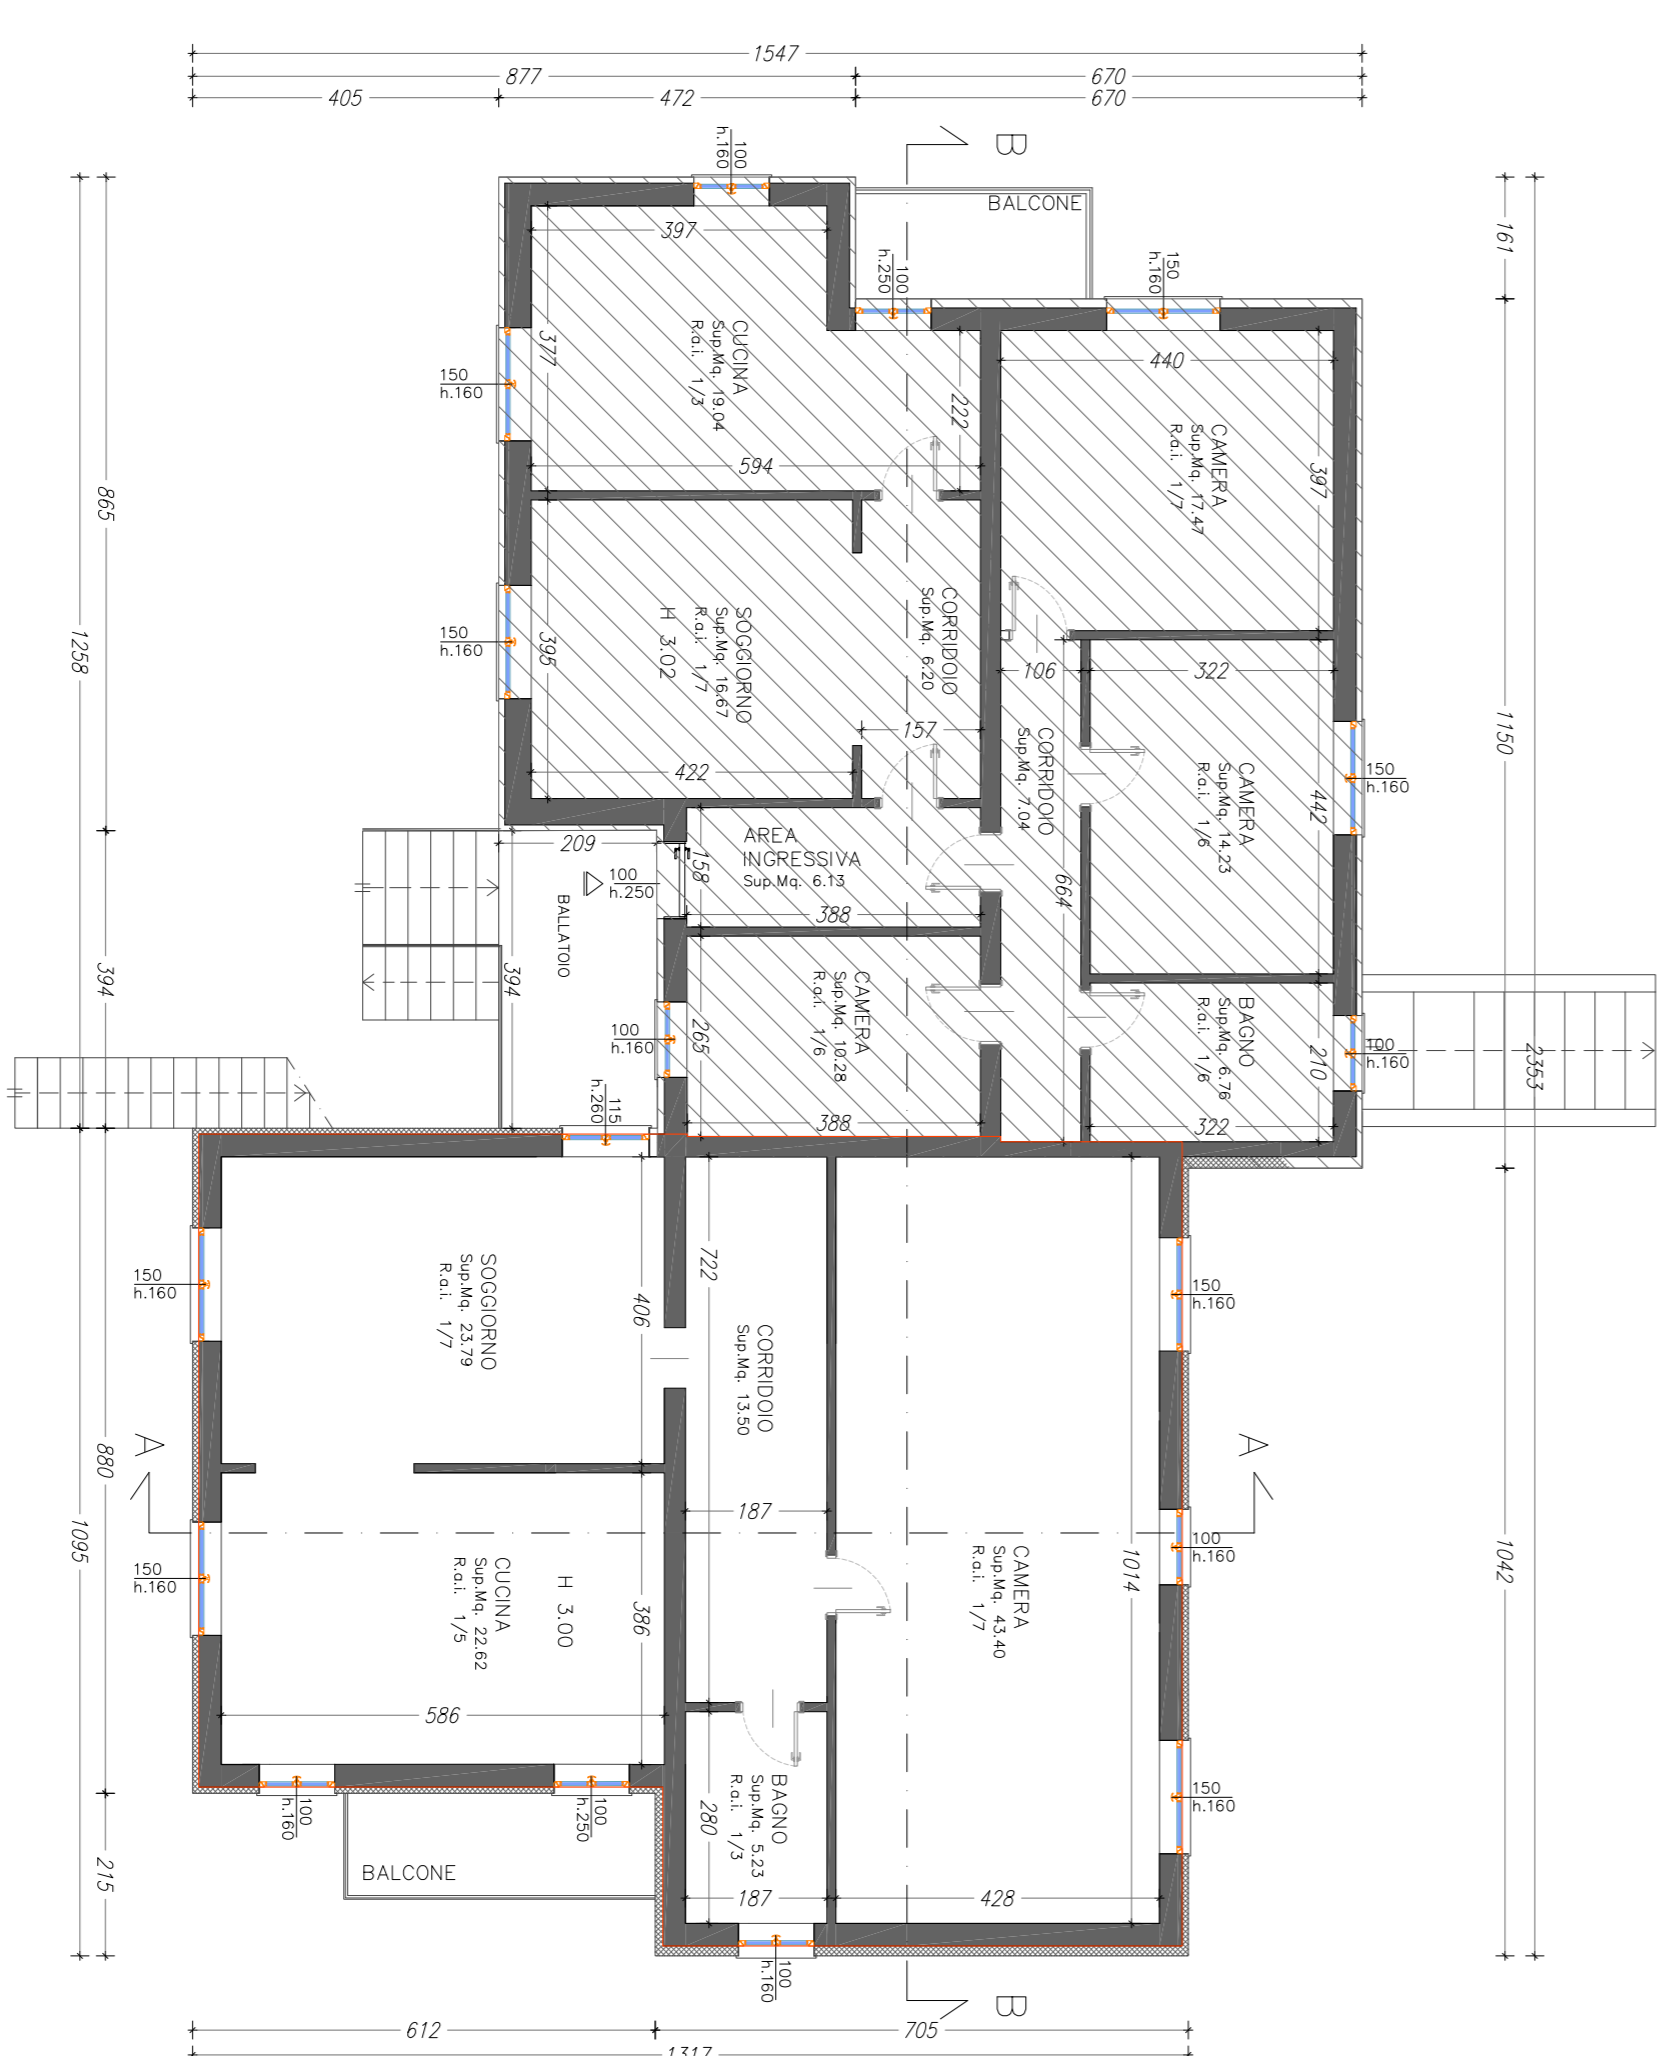 1547
877
670
405
472
670
B
100
h.160
BALCONE
161
100
h.250
150
h.160
397
CUCINA
Sup.Mq. 19.04
R.a.i. 1/3
377
150
h.160
222
594
440
CAMERA
Sup.Mq. 17.47
R.a.i. 1/7
397
865
1258
SOGGIORNO
Sup.Mq. 16.67
R.a.i. 1/7
H 3.02
395
150
h.160
422
CORRIDOIO
Sup.Mq. 6.20
157
106
322
CORRIDOIO
Sup.Mq. 7.04
664
CAMERA
Sup.Mq. 14.23
R.a.i. 1/6
442
150
h.160
1150
AREA
INGRESSIVA
Sup.Mq. 6.13
158
388
209
100
h.250
BALLATOIO
394
394
CAMERA
Sup.Mq. 10.28
R.a.i. 1/6
265
388
100
h.160
115
h.260
BAGNO
Sup.Mq. 6.76
R.a.i. 1/6
210
322
100
h.160
2353
SOGGIORNO
Sup.Mq. 23.79
R.a.i. 1/7
406
150
h.160
722
CORRIDOIO
Sup.Mq. 13.50
187
150
h.160
A
A
880
1095
CUCINA
Sup.Mq. 22.62
R.a.i. 1/5
H 3.00
386
150
h.160
586
CAMERA
Sup.Mq. 43.40
R.a.i. 1/7
1014
100
h.160
1042
BAGNO
Sup.Mq. 5.23
R.a.i. 1/3
280
187
428
150
h.160
100
h.160
100
h.250
BALCONE
215
100
h.160
B
612
705
1317